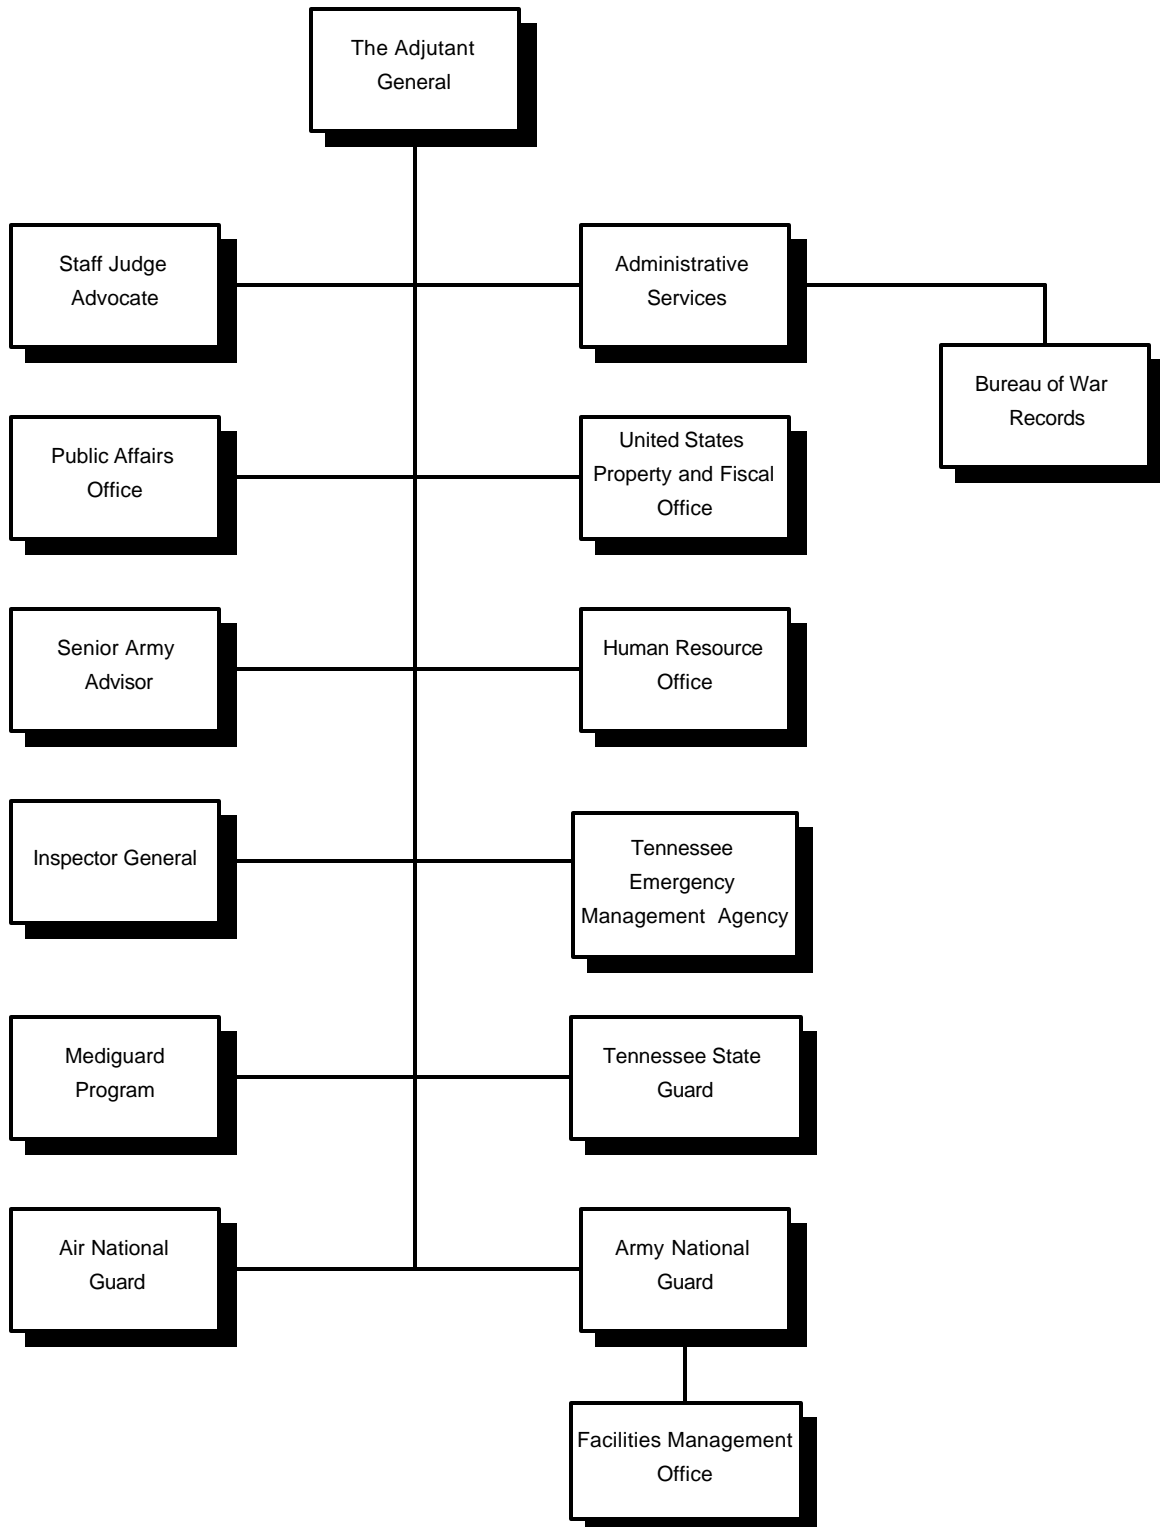 The Adjutant
General
Staff Judge
Advocate
Administrative
Services
Bureau of War
Records
Public Affairs
Office
United States
Property and Fiscal
Office
Senior Army
Advisor
Human Resource
Office
Inspector General
Tennessee
Emergency
Management Agency
Mediguard
Program
Tennessee State
Guard
Air National
Guard
Army National
Guard
Facilities Management
Office